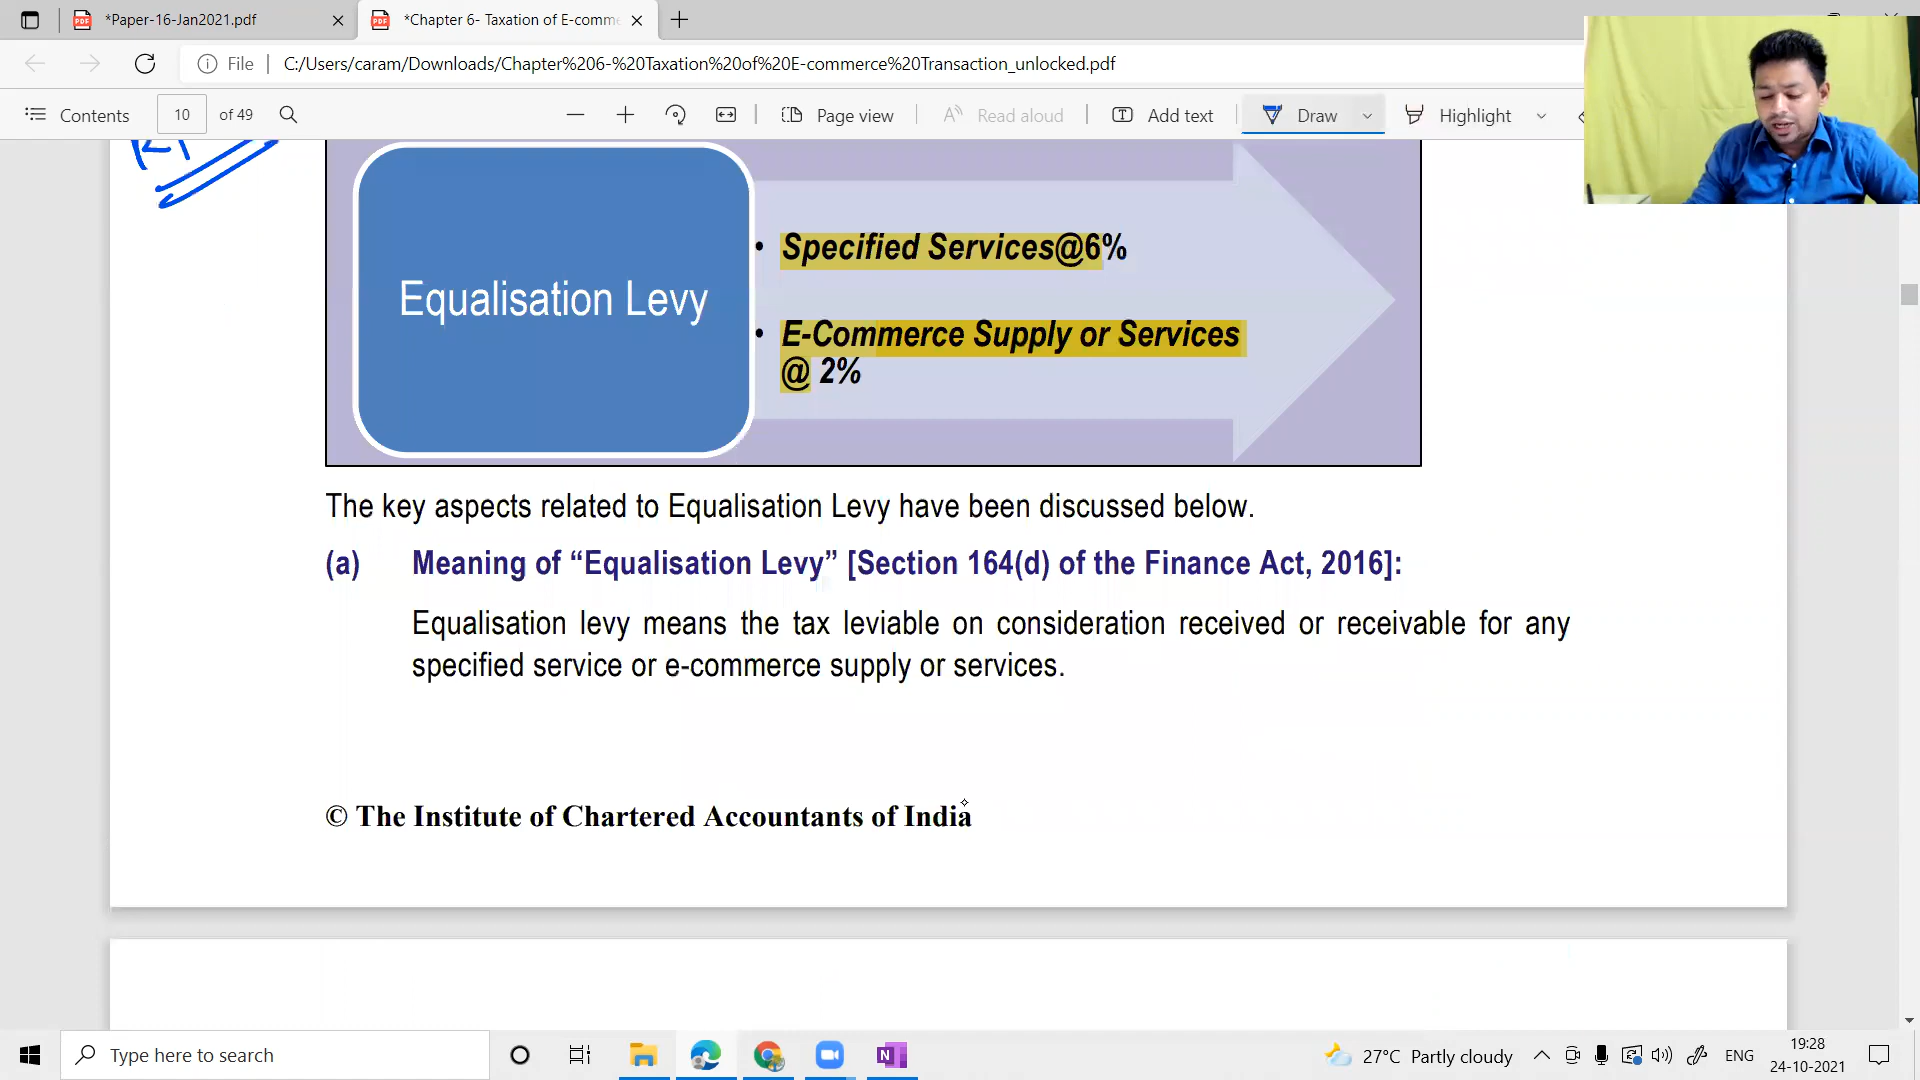 *Paper-16-Jan2021.pdf
*Chapter 6- Taxation of E-comme
File
C:/Users/caram/Downloads/Chapter%206-%20Taxation%20of%20E-commerce%20Transaction_unlocked.pdf
Contents
10
of 49
Page view
Read aloud
Add text
Draw
Highlight
Equalisation Levy
• Specified Services@6%
• E-Commerce Supply or Services
@ 2%
The key aspects related to Equalisation Levy have been discussed below.
(a) Meaning of “Equalisation Levy” [Section 164(d) of the Finance Act, 2016]:
Equalisation levy means the tax leviable on consideration received or receivable for any
specified service or e-commerce supply or services.
© The Institute of Chartered Accountants of India
Type here to search
27°C Partly cloudy
ENG
19:28
24-10-2021